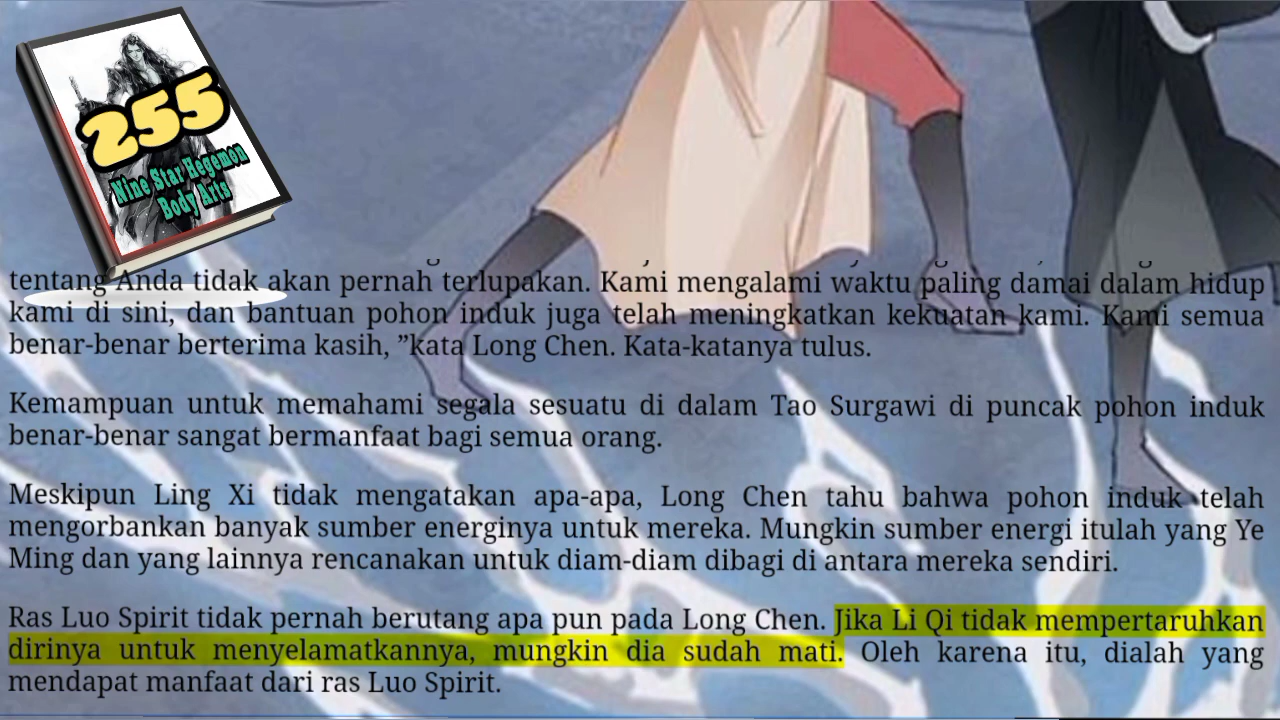 255
Nine Star Hegemon
Body Arts
tentang Anda tidak akan pernah terlupakan. Kami mengalami waktu paling damai dalam hidup
kami di sini, dan bantuan pohon induk juga telah meningkatkan kekuatan kami. Kami semua
benar-benar berterima kasih, ”kata Long Chen. Kata-katanya tulus.
Kemampuan untuk memahami segala sesuatu di dalam Tao Surgawi di puncak pohon induk
benar-benar sangat bermanfaat bagi semua orang.
Meskipun Ling Xi tidak mengatakan apa-apa, Long Chen tahu bahwa pohon induk telah
mengorbankan banyak sumber energinya untuk mereka. Mungkin sumber energi itulah yang Ye
Ming dan yang lainnya rencanakan untuk diam-diam dibagi di antara mereka sendiri.
Ras Luo Spirit tidak pernah berutang apa pun pada Long Chen. Jika Li Qi tidak mempertaruhkan
dirinya untuk menyelamatkannya, mungkin dia sudah mati. Oleh karena itu, dialah yang
mendapat manfaat dari ras Luo Spirit.